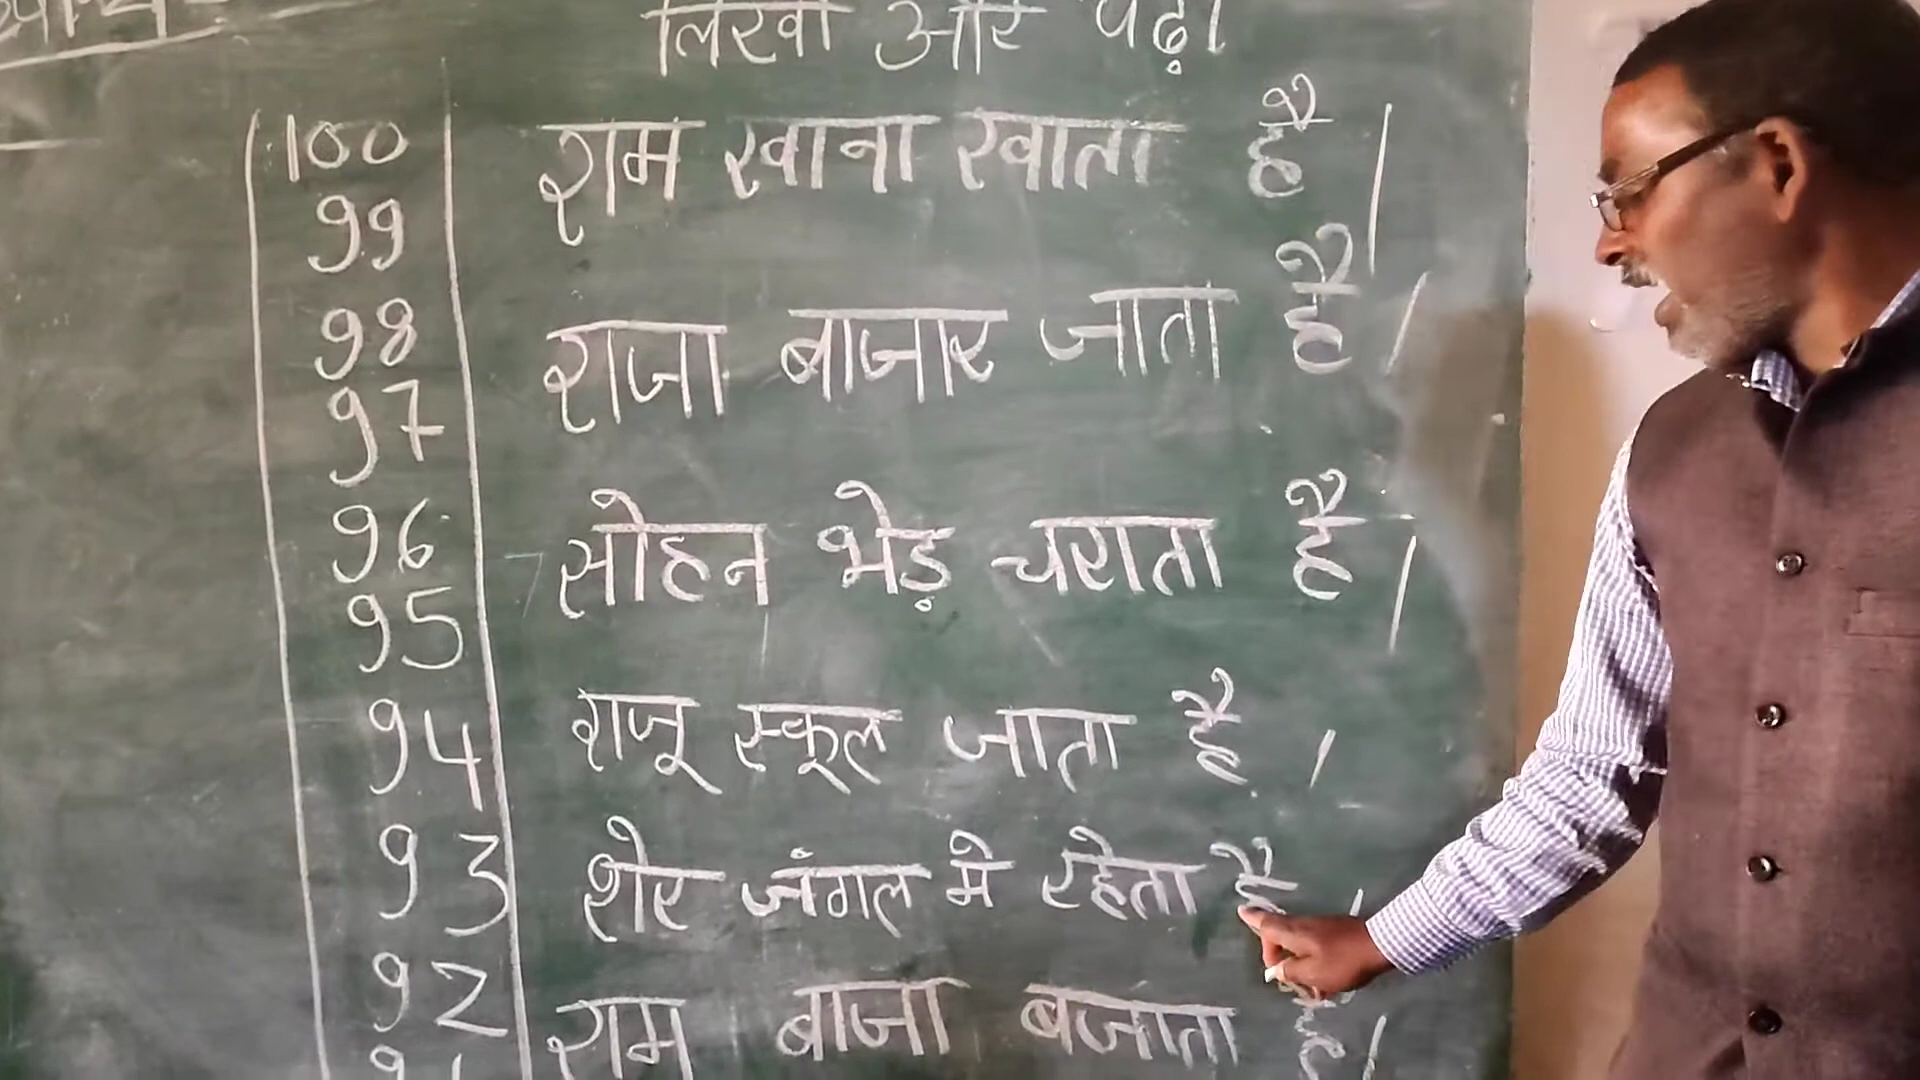 लिखो और पढ़ो
100
99
98
97
96
95
94
93
92
राम खाना खाता है।
राजा बाजार जाता है।
सोहन भेड़ चराता है।
राजू स्कूल जाता है।
शेर जंगल मे रहेता है।
राम बाजा बजाता है।